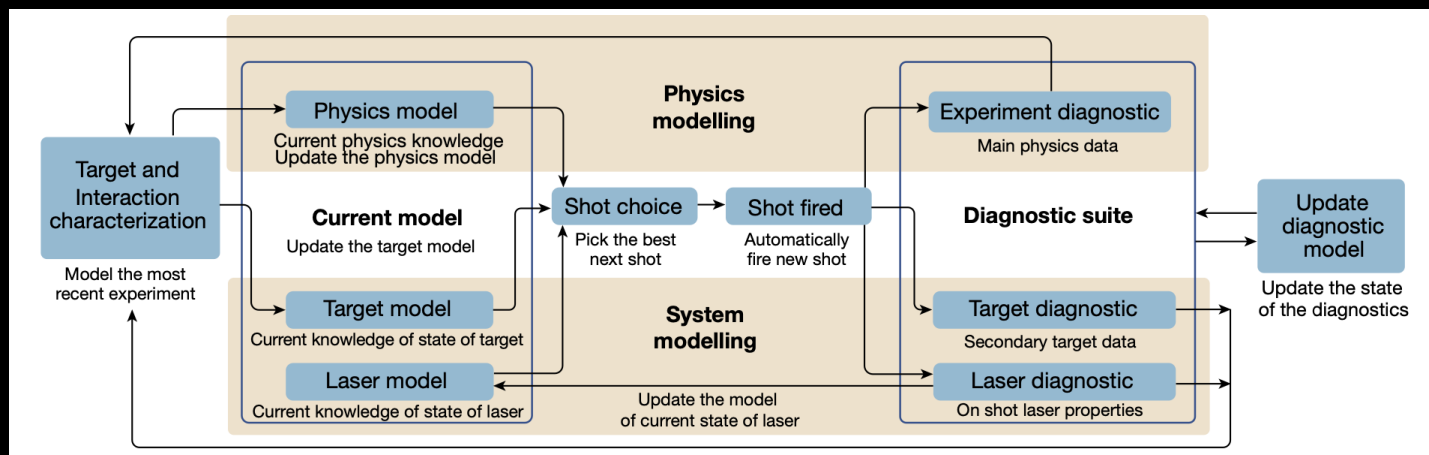 Physics
modelling
Physics model
Current physics knowledge
Update the physics model
Experiment diagnostic
Main physics data
Target and
Interaction
characterization
Model the most
recent experiment
Current model
Update the target model
Shot choice
Pick the best
next shot
Shot fired
Automatically
fire new shot
Diagnostic suite
Update
diagnostic
model
Update the state
of the diagnostics
System
modelling
Target model
Current knowledge of state of target
Target diagnostic
Secondary target data
Laser model
Current knowledge of state of laser
Update the model
of current state of laser
Laser diagnostic
On shot laser properties